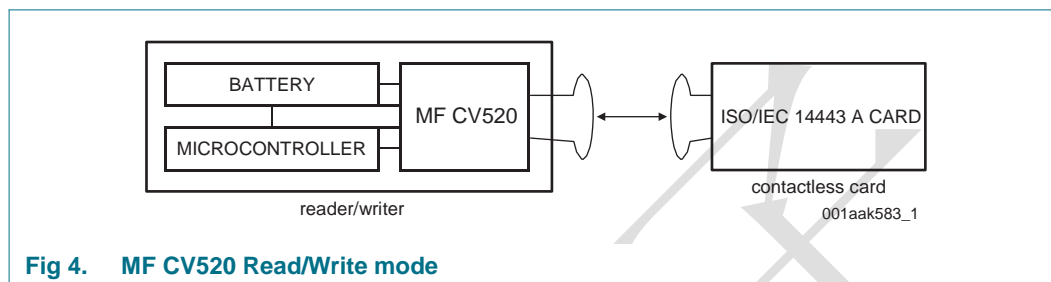 BATTERY
MICROCONTROLLER
MF CV520
ISO/IEC 14443 A CARD
reader/writer
contactless card
001aak583_1
Fig 4. MF CV520 Read/Write mode